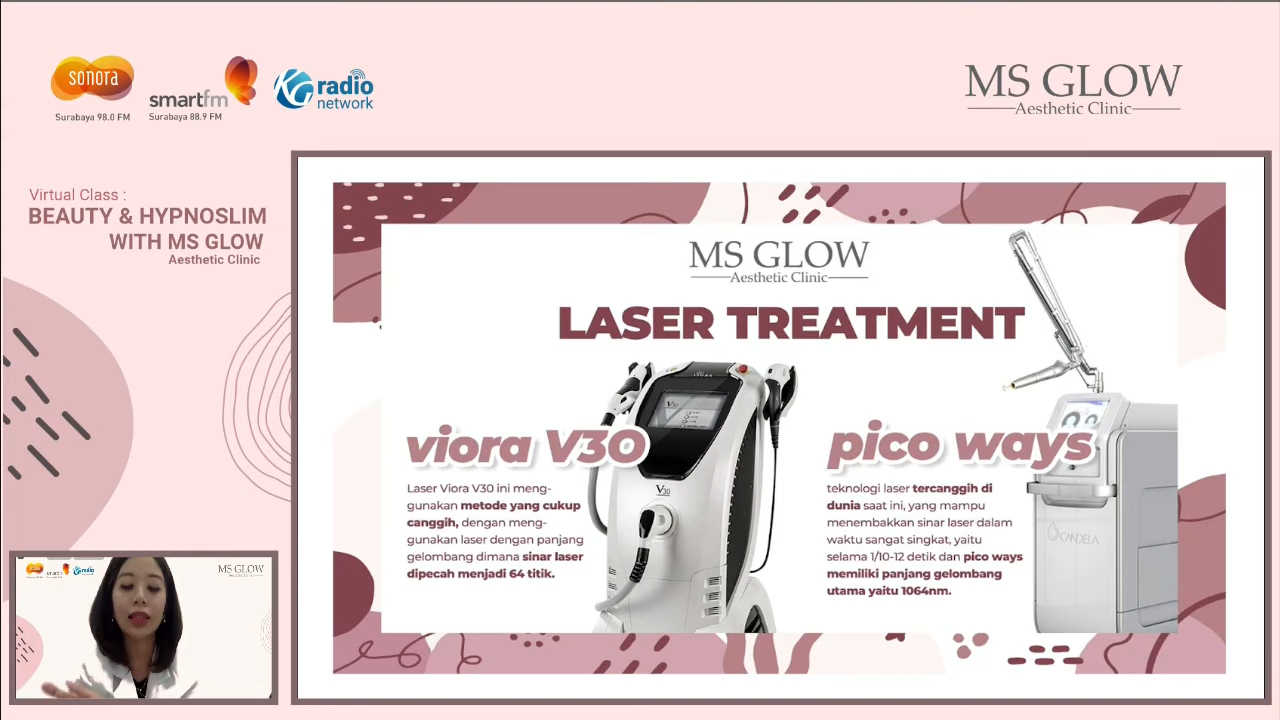 sonora
Surabaya 98.0 FM
smartfm
Surabaya 88.9 FM
KG radio
network
MS GLOW
Aesthetic Clinic
Virtual Class :
BEAUTY & HYPNOSLIM
WITH MS GLOW
Aesthetic Clinic
MS GLOW
Aesthetic Clinic
LASER TREATMENT
viora V30
Laser Viora V30 ini meng-
gunakan metode yang cukup
canggih, dengan meng-
gunakan laser dengan panjang
gelombang dimana sinar laser
dipecah menjadi 64 titik.
V30
pico ways
teknologi laser tercanggih di
dunia saat ini, yang mampu
menembakkan sinar laser dalam
waktu sangat singkat, yaitu
selama 1/10-12 detik dan pico ways
memiliki panjang gelombang
utama yaitu 1064nm.
CANDELA
MS GLOW